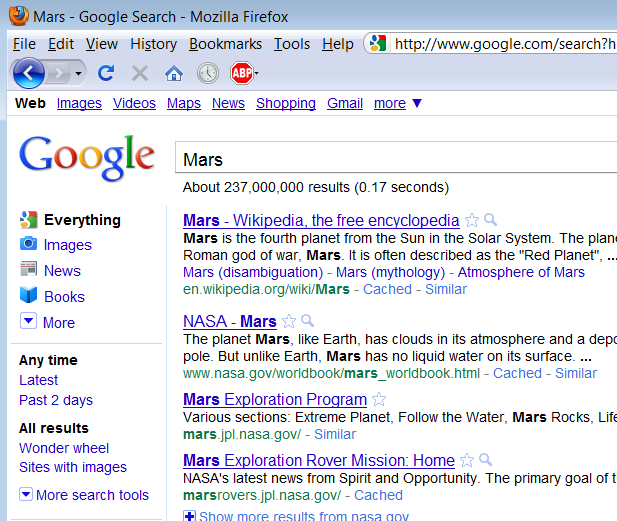 Mars - Google Search - Mozilla Firefox
File Edit View History Bookmarks Tools Help http://www.google.com/search?h
ABP
Web Images Videos Maps News Shopping Gmail more ▼
Google
Mars
About 237,000,000 results (0.17 seconds)
Everything
Images
News
Books
More
Any time
Latest
Past 2 days
All results
Wonder wheel
Sites with images
More search tools
Mars - Wikipedia, the free encyclopedia
Mars is the fourth planet from the Sun in the Solar System. The plane
Roman god of war, Mars. It is often described as the "Red Planet", ...
Mars (disambiguation) - Mars (mythology) - Atmosphere of Mars
en.wikipedia.org/wiki/Mars - Cached - Similar
NASA - Mars
The planet Mars, like Earth, has clouds in its atmosphere and a depo
pole. But unlike Earth, Mars has no liquid water on its surface. ...
www.nasa.gov/worldbook/mars_worldbook.html - Cached - Similar
Mars Exploration Program
Various sections: Extreme Planet, Follow the Water, Mars Rocks, Life
mars.jpl.nasa.gov/ - Similar
Mars Exploration Rover Mission: Home
NASA's latest news from Spirit and Opportunity. The primary goal of t
marsrovers.jpl.nasa.gov/ - Cached
Show more results from nasa.gov